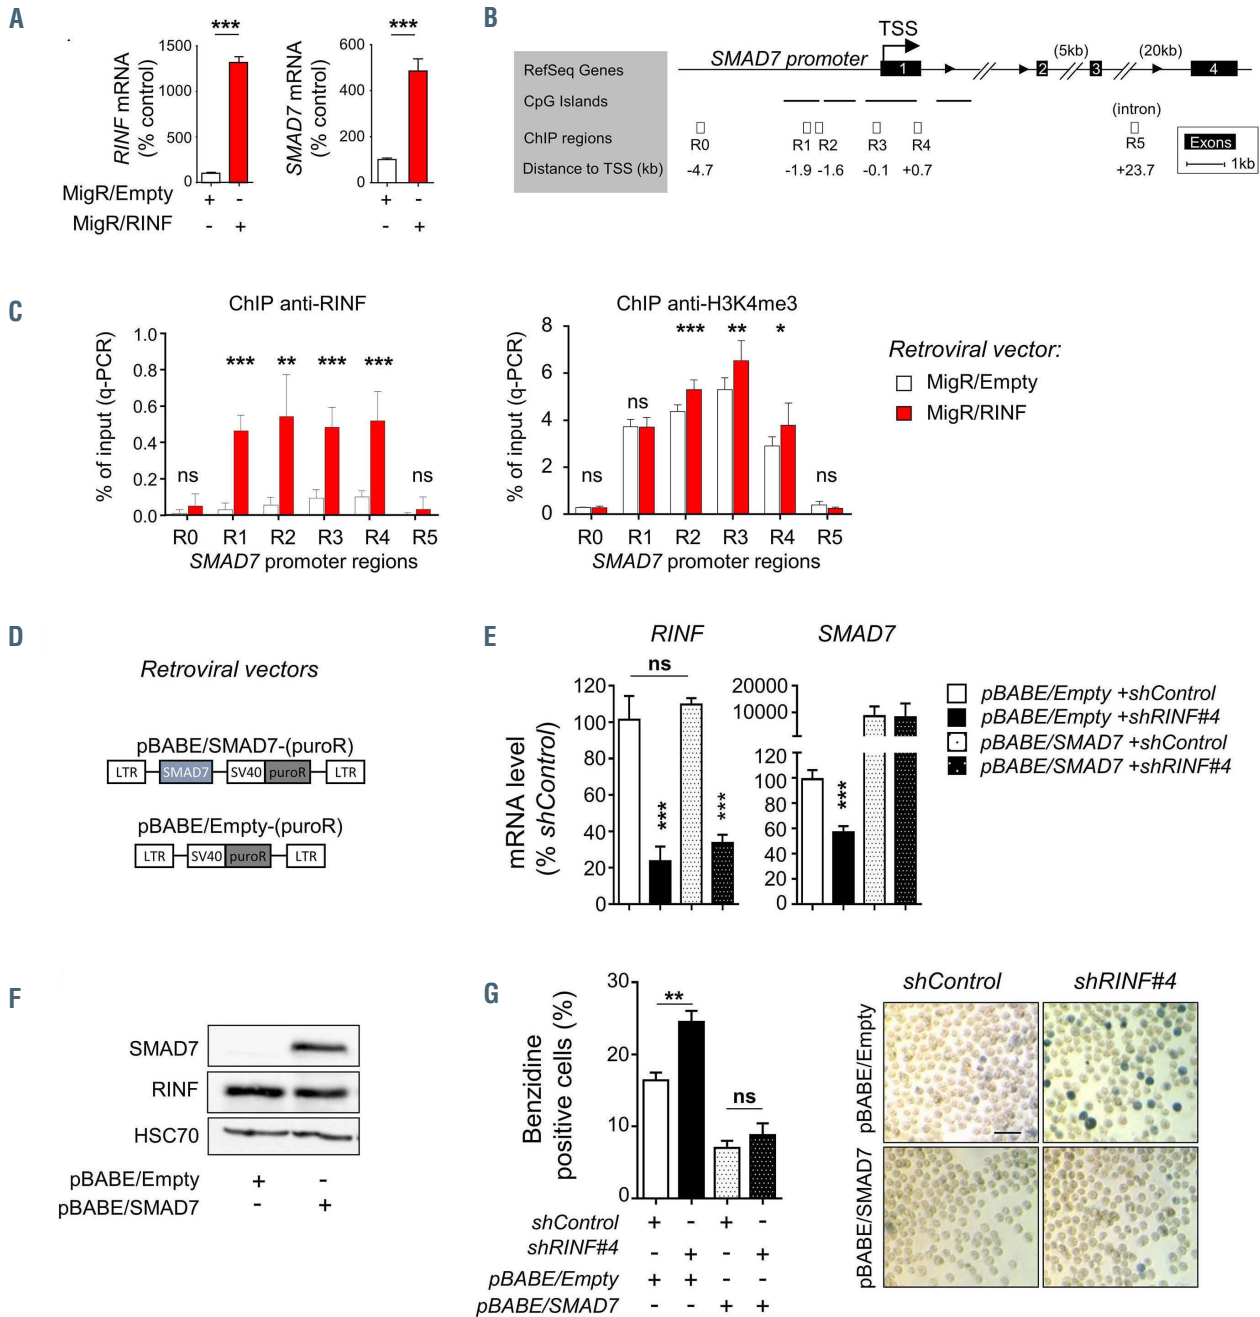 A
***
***
RINF mRNA
(% control)
1500
1000
500
0
SMAD7 mRNA
(% control)
600
400
200
0
MigR/Empty + - + -
MigR/RINF - + - +
B
TSS
SMAD7 promoter
(5kb) (20kb)
RefSeq Genes
1 2 3 4
CpG Islands
(intron)
ChIP regions
R0 R1 R2 R3 R4 R5
Distance to TSS (kb)
-4.7 -1.9 -1.6 -0.1 +0.7 +23.7
Exons
1kb
C
ChIP anti-RINF
% of input (q-PCR)
1.0
0.8
0.6
0.4
0.2
0.0
ns *** ** *** *** ns
R0 R1 R2 R3 R4 R5
SMAD7 promoter regions
ChIP anti-H3K4me3
% of input (q-PCR)
8
6
4
2
0
ns ns *** ** * ns
R0 R1 R2 R3 R4 R5
SMAD7 promoter regions
Retroviral vector:
MigR/Empty
MigR/RINF
D
Retroviral vectors
pBABE/SMAD7-(puroR)
LTR SMAD7 SV40 puroR LTR
pBABE/Empty-(puroR)
LTR SV40 puroR LTR
E
RINF
mRNA level
(% shControl)
120
100
80
60
40
20
0
ns
***
***
SMAD7
20000
10000
120
100
80
60
40
20
0
***
pBABE/Empty +shControl
pBABE/Empty +shRINF#4
pBABE/SMAD7 +shControl
pBABE/SMAD7 +shRINF#4
F
SMAD7
RINF
HSC70
pBABE/Empty + -
pBABE/SMAD7 - +
G
Benzidine
positive cells (%)
30
20
10
0
**
ns
shControl + - + -
shRINF#4 - + - +
pBABE/Empty + + - -
pBABE/SMAD7 - - + +
shControl shRINF#4
pBABE/Empty
pBABE/SMAD7